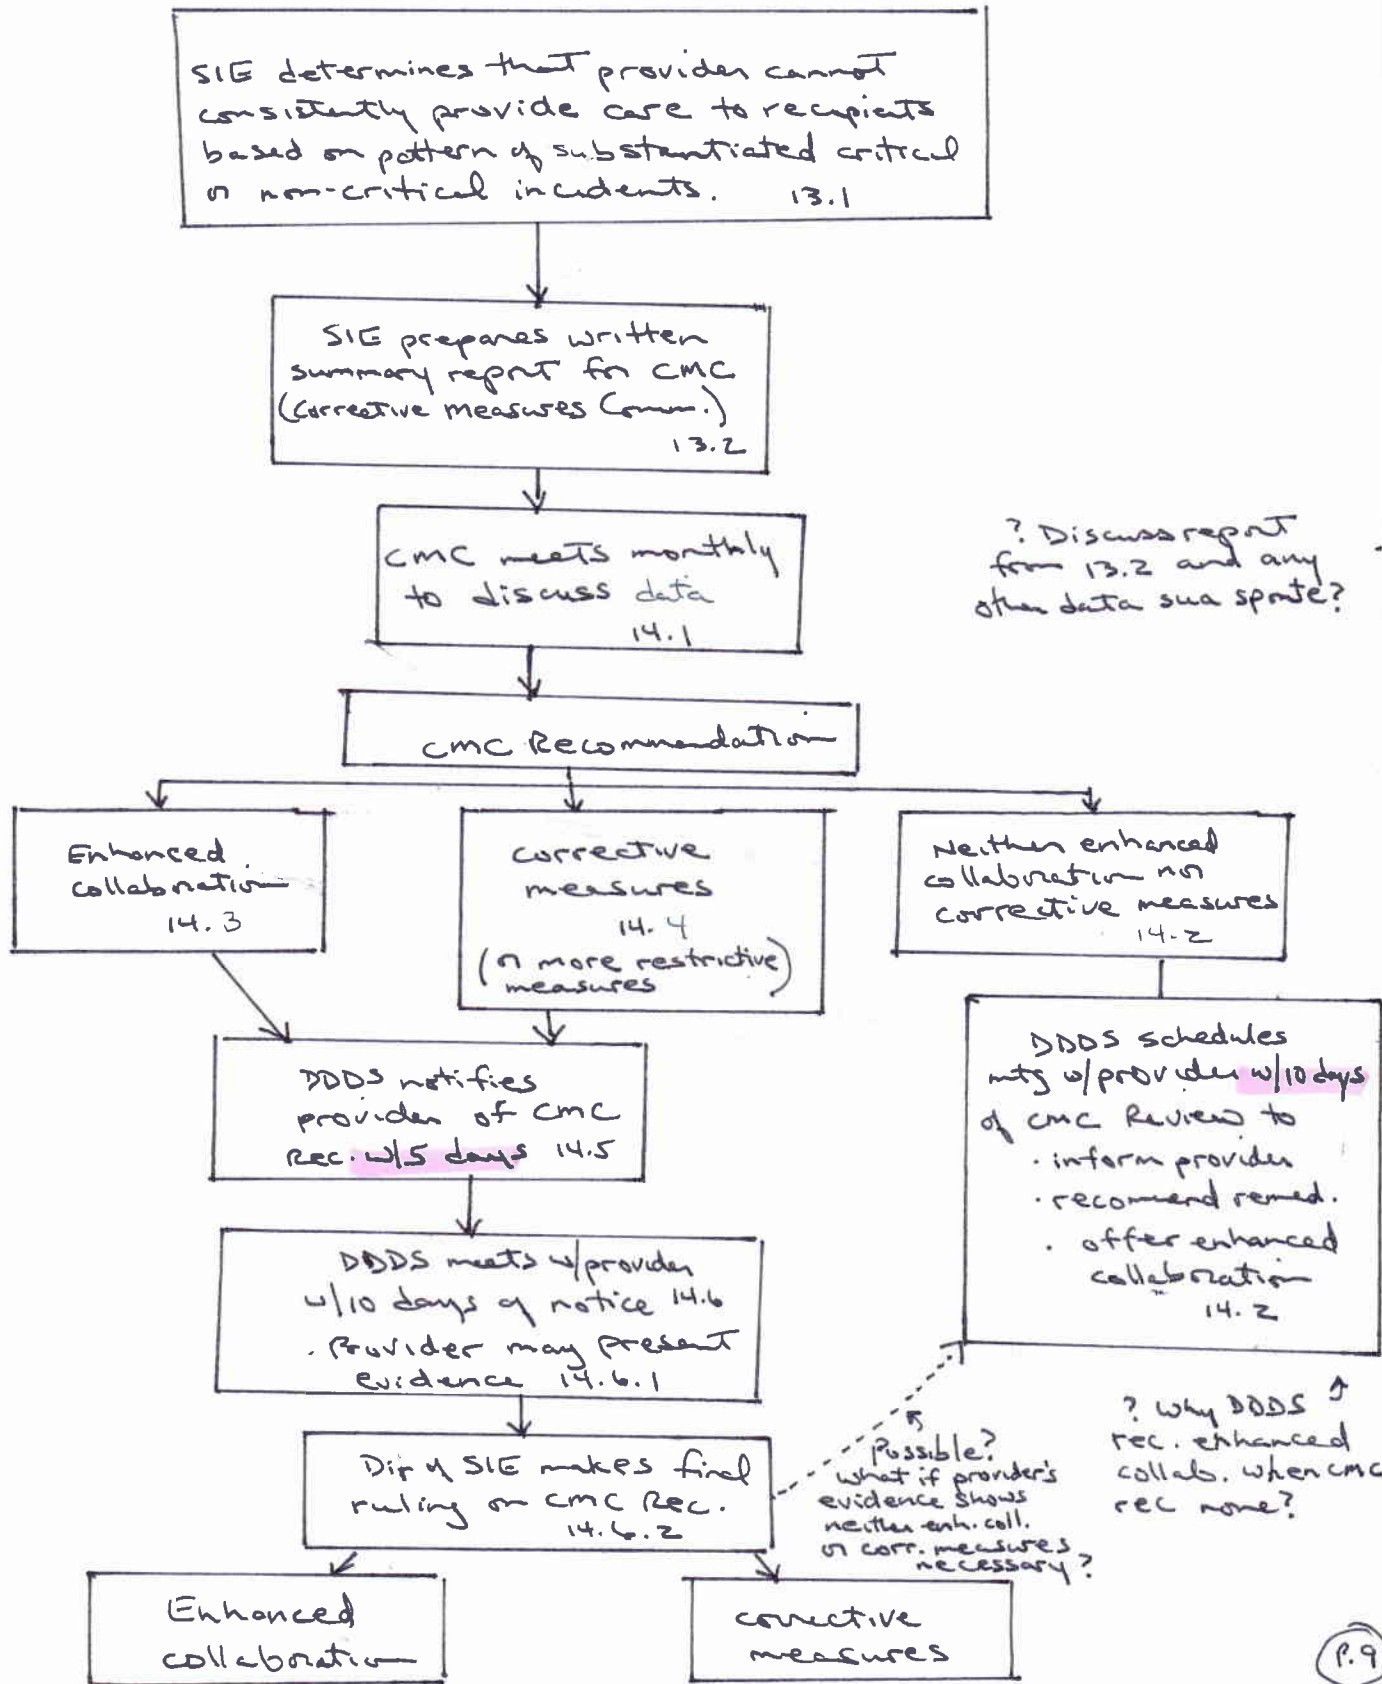 SIE determines that provider cannot
consistently provide care to recipients
based on pattern of substantiated critical
or non-critical incidents. 13.1
SIE prepares written
summary report for CMC
(Corrective Measures Comm.)
13.2
CMC meets monthly
to discuss data
14.1
? Discuss report
from 13.2 and any
other data sua sponte?
CMC Recommendation
Enhanced
collaboration
14.3
corrective
measures
14.4
(or more restrictive)
measures
Neither enhanced
collaboration nor
corrective measures
14.2
DDDS notifies
provider of CMC
Rec. w/5 days 14.5
DDDS schedules
mtg w/provider w/10 days
of CMC Review to
· inform provider
· recommend remed.
· offer enhanced
collaboration
14.2
DDDS meets w/provider
w/10 days of notice 14.6
· Provider may present
evidence 14.6.1
Dir of SIE makes final
ruling on CMC Rec.
14.6.2
Possible?
what if provider's
evidence shows
neither enh. coll.
or corr. measures
necessary?
? Why DDDS
rec. enhanced
collab. when CMC
rec none?
Enhanced
collaboration
corrective
measures
P.9